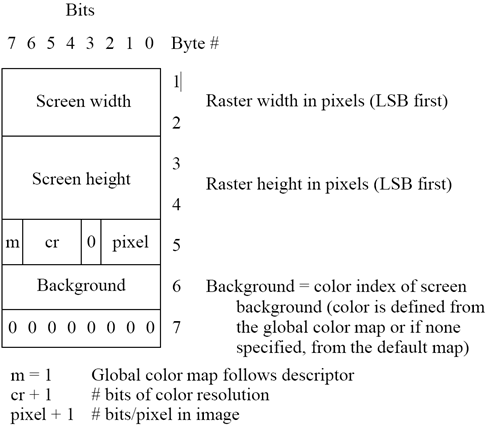 Bits
7 6 5 4 3 2 1 0 Byte #
1
Screen width Raster width in pixels (LSB first)
2
3
Screen height Raster height in pixels (LSB first)
4
m cr 0 pixel 5
Background 6 Background = color index of screen
background (color is defined from
0 0 0 0 0 0 0 0 7 the global color map or if none
specified, from the default map)
m = 1 Global color map follows descriptor
cr + 1 # bits of color resolution
pixel + 1 # bits/pixel in image